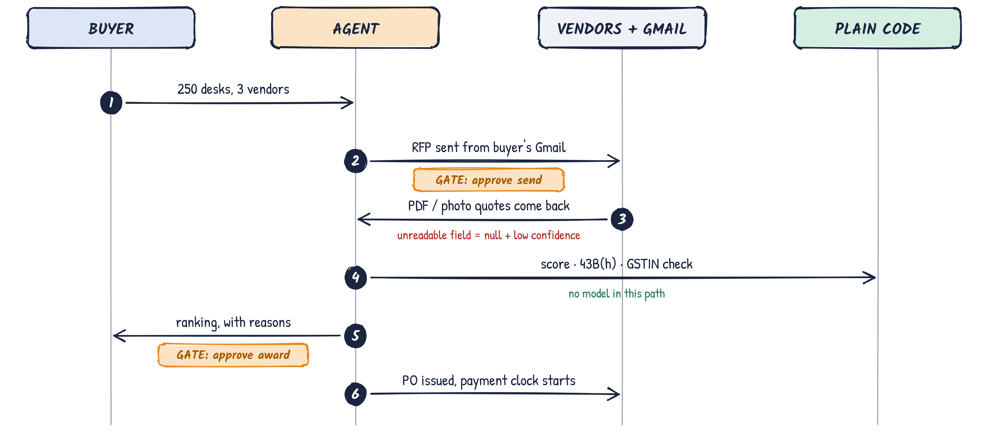 BUYER
AGENT
VENDORS + GMAIL
PLAIN CODE
250 desks, 3 vendors
1
RFP sent from buyer's Gmail
2
GATE: approve send
PDF / photo quotes come back
3
unreadable field = null + low confidence
score · 43B(h) · GSTIN check
4
no model in this path
ranking, with reasons
5
GATE: approve award
PO issued, payment clock starts
6